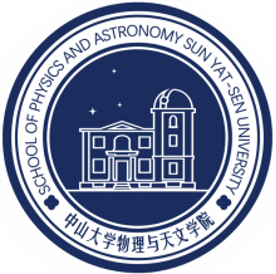 SCHOOL OF PHYSICS AND ASTRONOMY SUN YAT-SEN UNIVERSITY
中山大学物理与天文学院